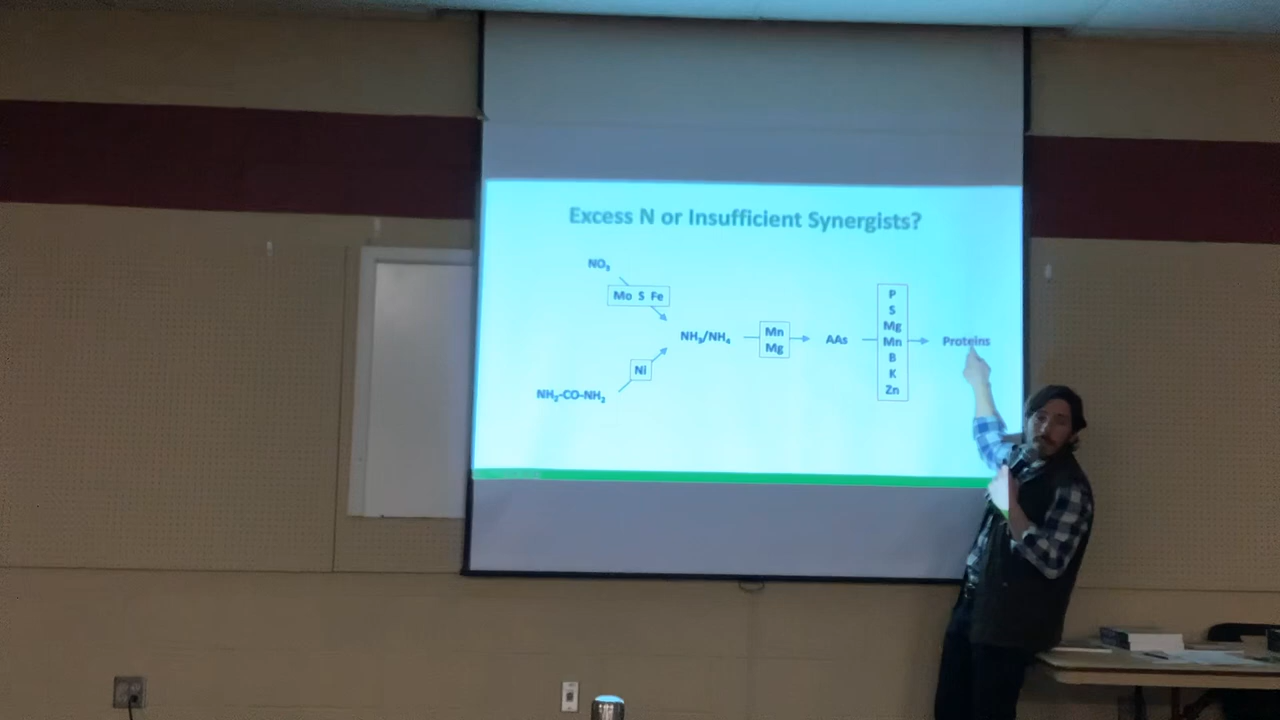 Excess N or Insufficient Synergists?
NO₃
Mo S Fe
NH₃/NH₄
Ni
NH₂-CO-NH₂
Mn
Mg
AAs
P
S
Mg
Mn
B
K
Zn
Proteins